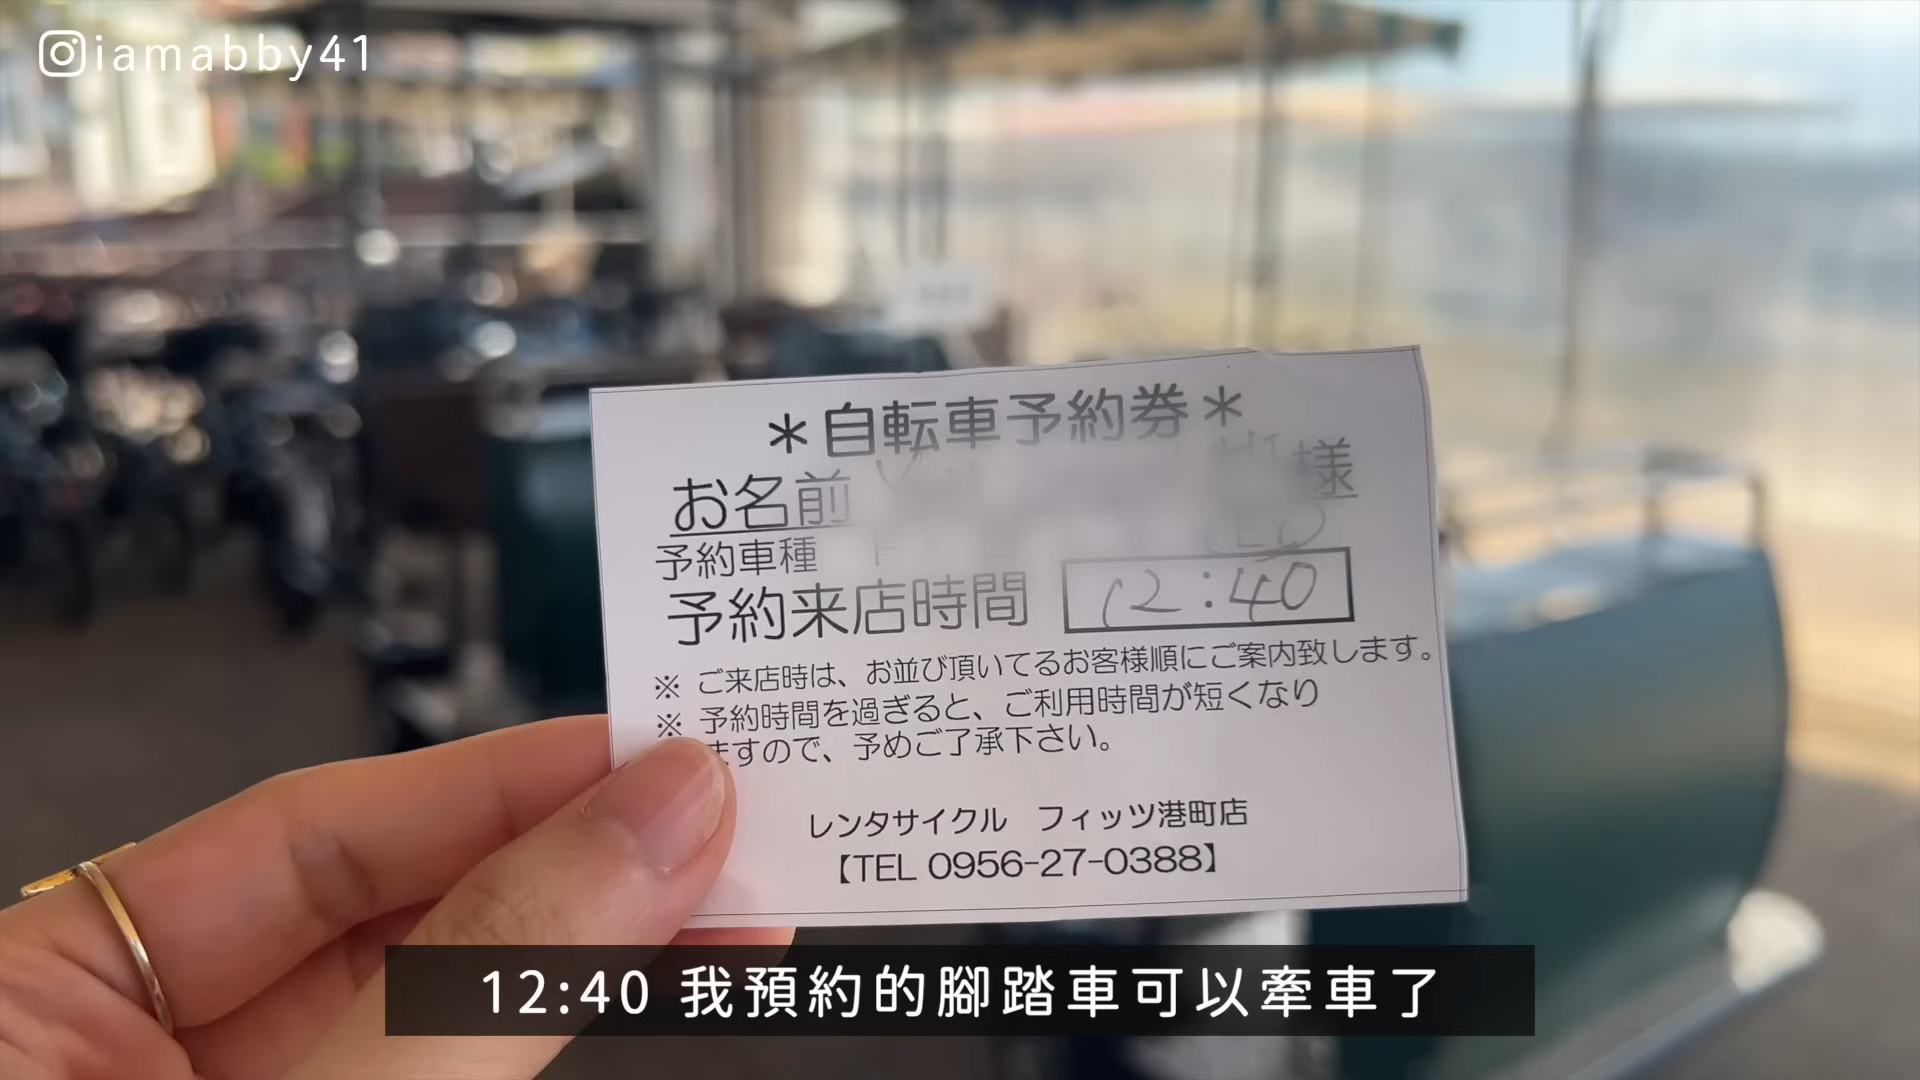 iamabby41
＊自転車予約券＊
お名前 様
予約車種
予約来店時間 12:40
※ ご来店時は、お並び頂いてるお客様順にご案内致します。
※ 予約時間を過ぎると、ご利用時間が短くなり
ますので、予めご了承下さい。
レンタサイクル フィッツ港町店
【TEL 0956-27-0388】
12:40 我預約的腳踏車可以牽車了